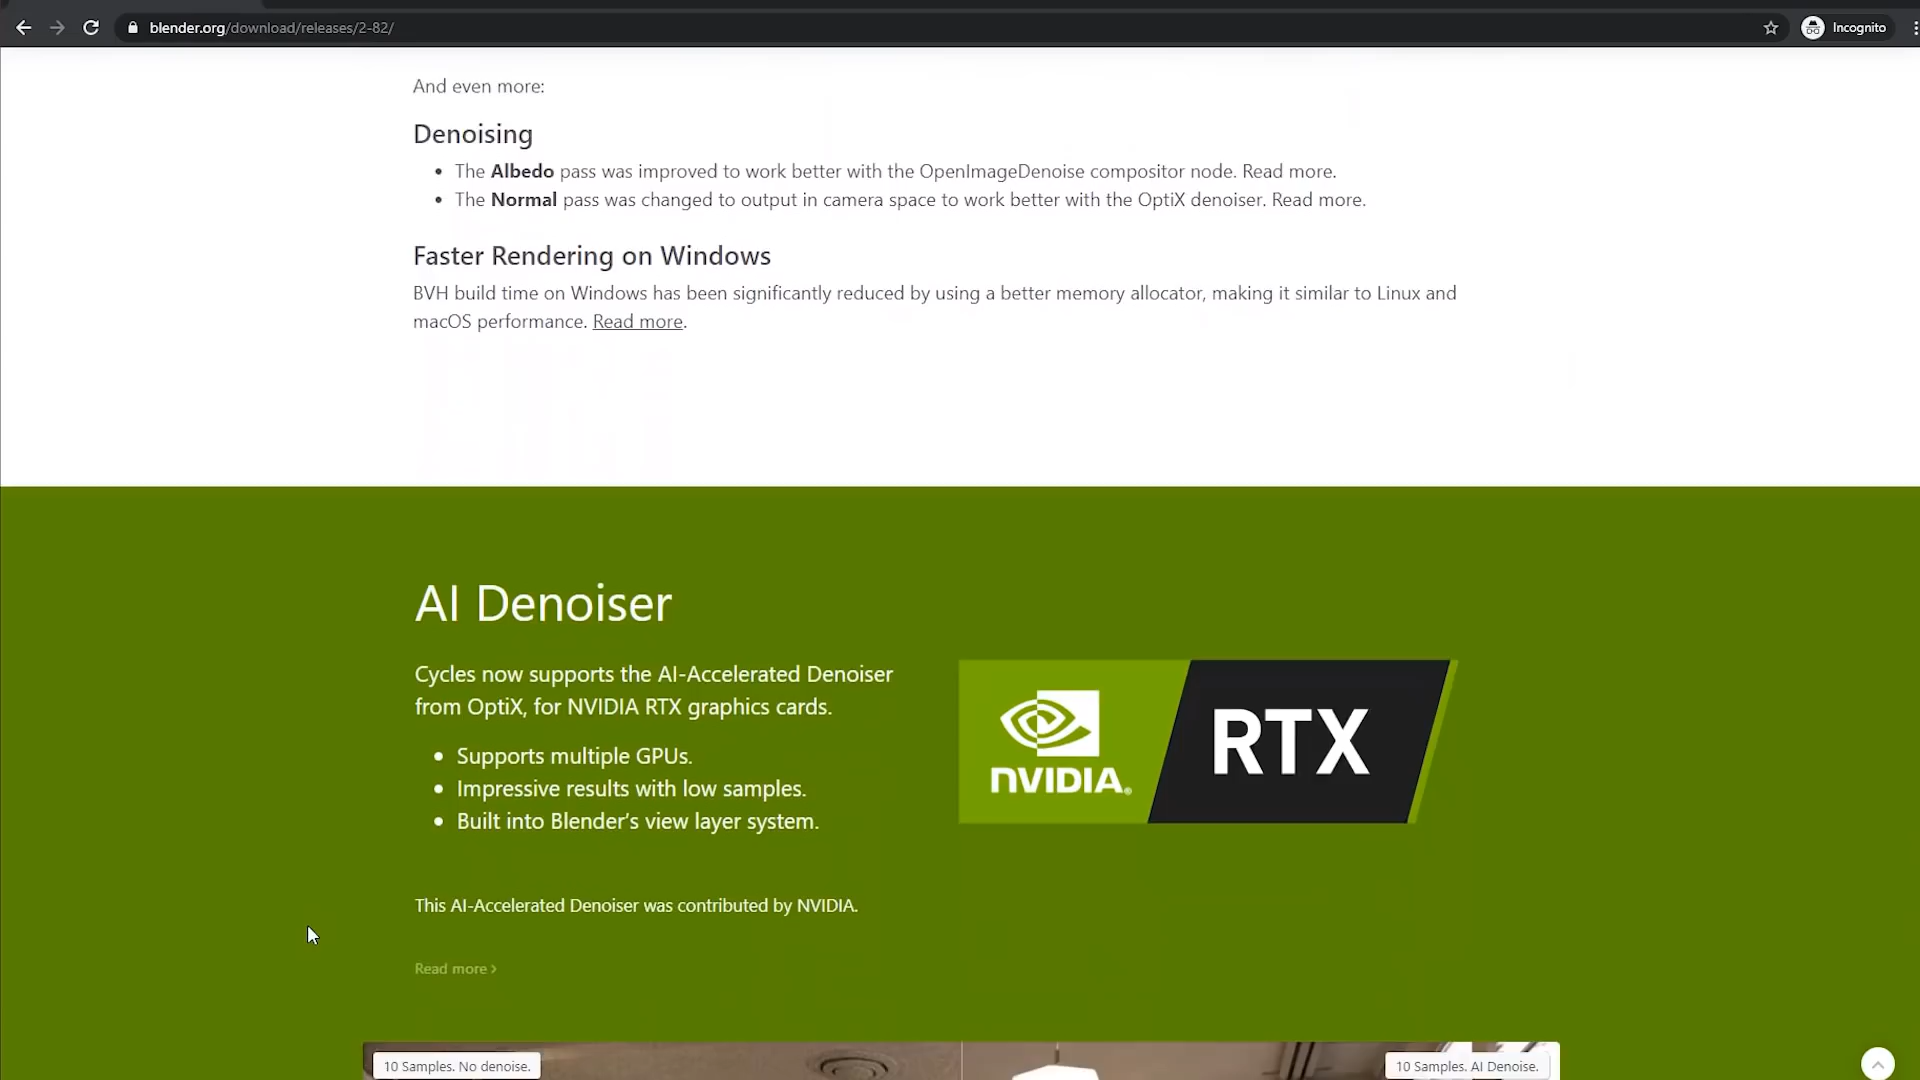 blender.org/download/releases/2-82/
Incognito
And even more:
Denoising
• The Albedo pass was improved to work better with the OpenImageDenoise compositor node. Read more.
• The Normal pass was changed to output in camera space to work better with the OptiX denoiser. Read more.
Faster Rendering on Windows
BVH build time on Windows has been significantly reduced by using a better memory allocator, making it similar to Linux and
macOS performance. Read more.
AI Denoiser
Cycles now supports the AI-Accelerated Denoiser
from OptiX, for NVIDIA RTX graphics cards.
• Supports multiple GPUs.
• Impressive results with low samples.
• Built into Blender’s view layer system.
NVIDIA.
RTX
This AI-Accelerated Denoiser was contributed by NVIDIA.
Read more ›
10 Samples. No denoise.
10 Samples. AI Denoise.